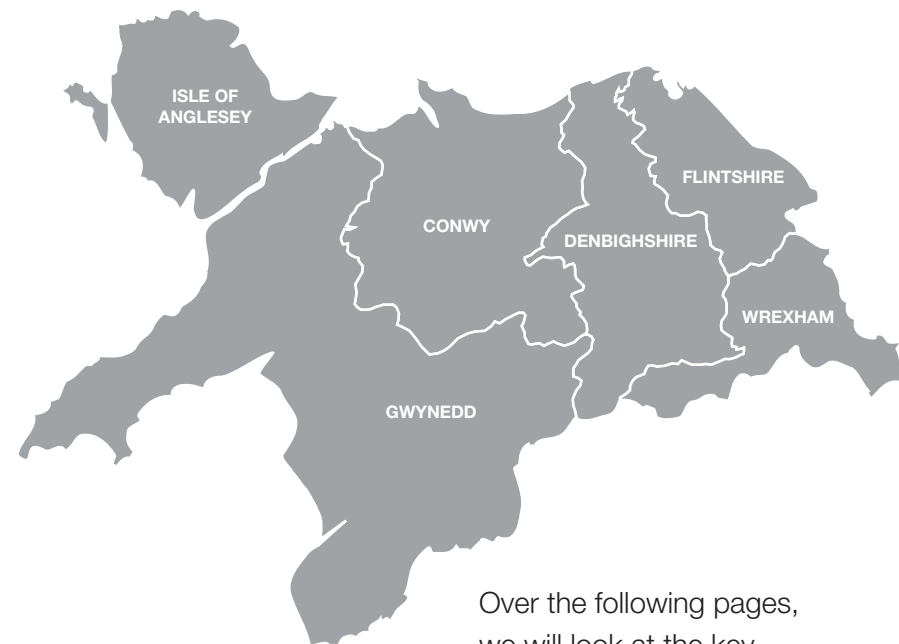 ISLE OF
ANGLESEY
FLINTSHIRE
CONWY
DENBIGHSHIRE
WREXHAM
GWYNEDD
Over the following pages,
we will look at the key